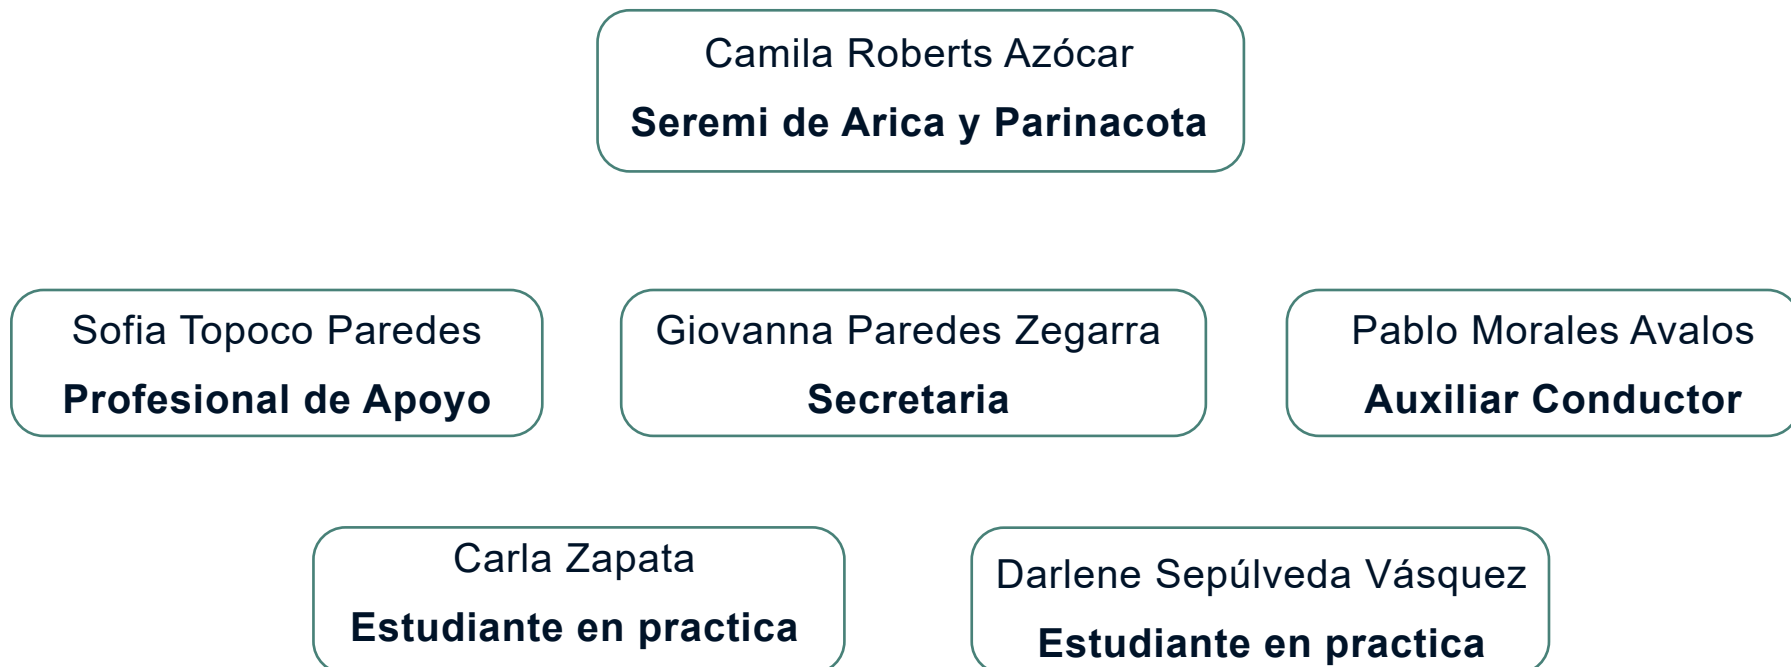 Camila Roberts Azócar
Seremi de Arica y Parinacota
Sofia Topoco Paredes
Profesional de Apoyo
Giovanna Paredes Zegarra
Secretaria
Pablo Morales Avalos
Auxiliar Conductor
Carla Zapata
Estudiante en practica
Darlene Sepúlveda Vásquez
Estudiante en practica